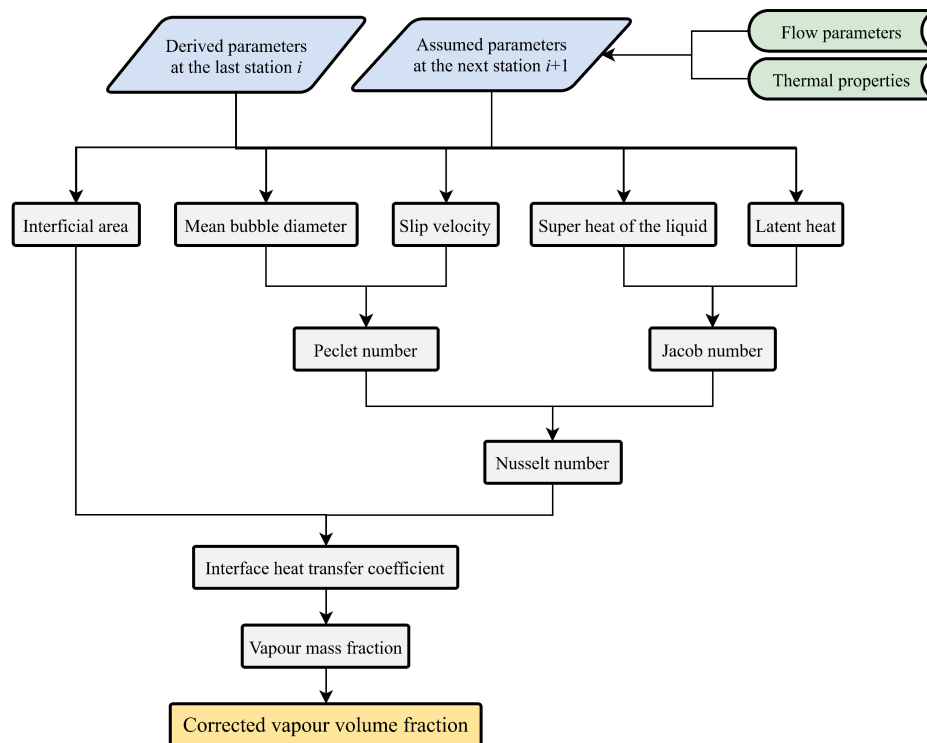 Derived parameters
at the last station i
Assumed parameters
at the next station i+1
Flow parameters
Thermal properties
Interficial area
Mean bubble diameter
Slip velocity
Super heat of the liquid
Latent heat
Peclet number
Jacob number
Nusselt number
Interface heat transfer coefficient
Vapour mass fraction
Corrected vapour volume fraction